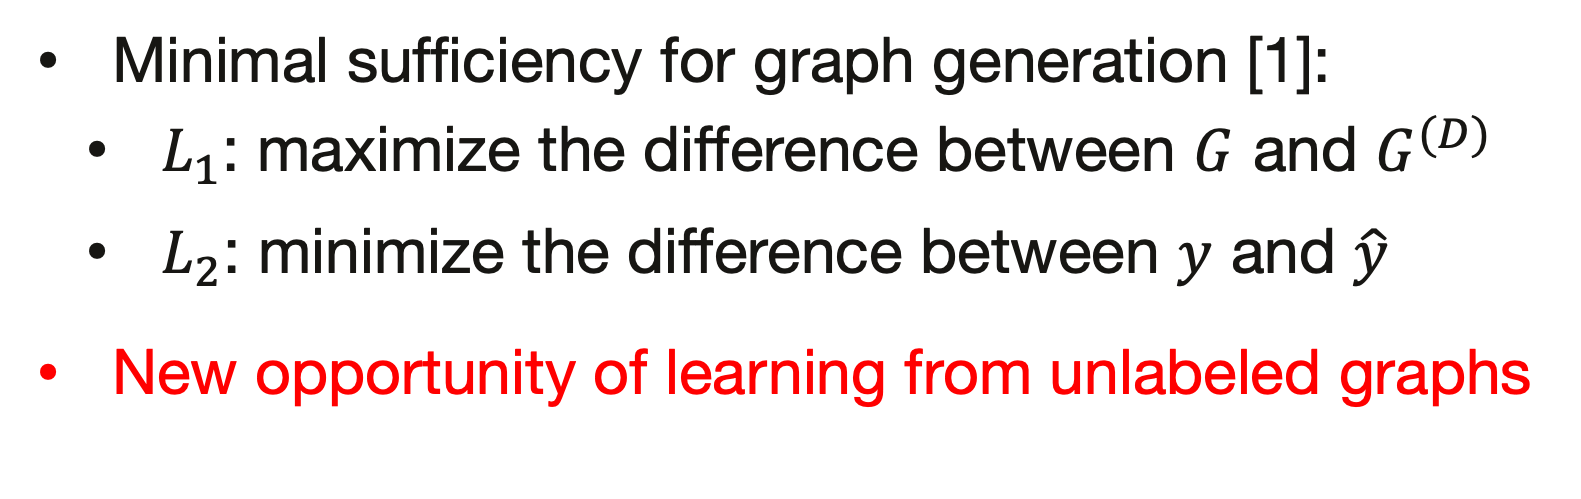 • Minimal sufficiency for graph generation [1]:
• L₁: maximize the difference between G and G⁽ᴰ⁾
• L₂: minimize the difference between y and ŷ
• New opportunity of learning from unlabeled graphs